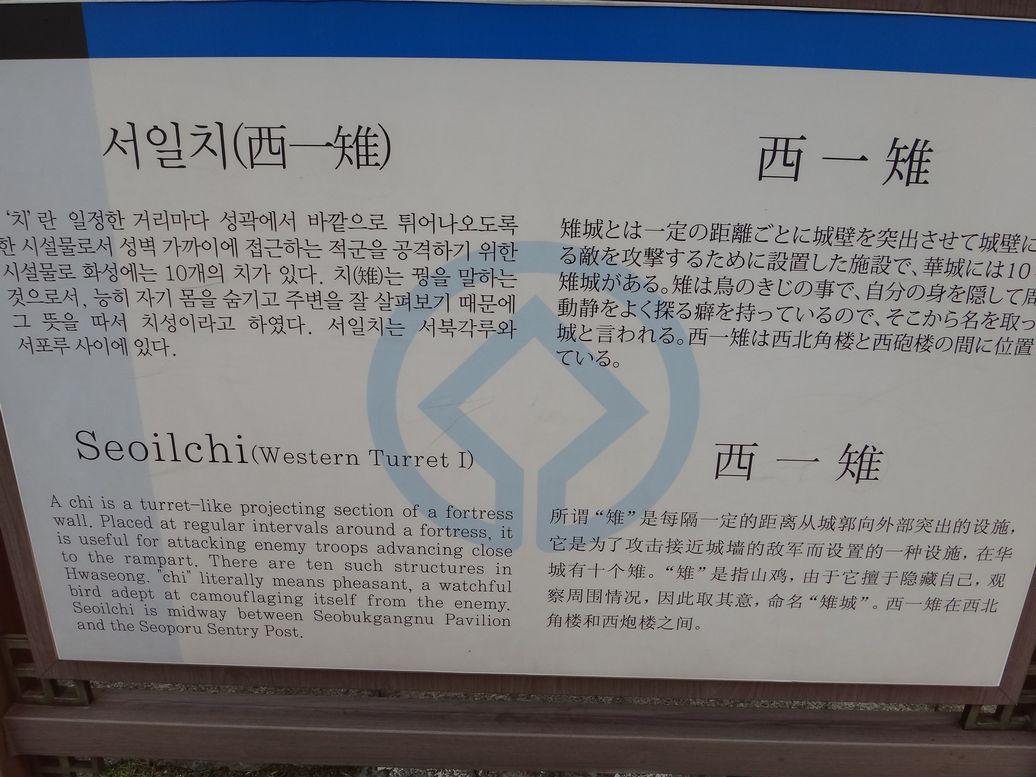 서일치(西一雉)
'치'란 일정한 거리마다 성곽에서 바깥으로 튀어나오도록
한 시설물로서 성벽 가까이에 접근하는 적군을 공격하기 위한
시설물로 화성에는 10개의 치가 있다. 치(雉)는 꿩을 말하는
것으로서, 능히 자기 몸을 숨기고 주변을 잘 살펴보기 때문에
그 뜻을 따서 치성이라고 하였다. 서일치는 서북각루와
서포루 사이에 있다.
西一雉
雉城とは一定の距離ごとに城壁を突出させて城壁に
る敵を攻撃するために設置した施設で、華城には10
雉城がある。雉は鳥のきじの事で、自分の身を隠して周
動静をよく探る癖を持っているので、そこから名を取っ
城と言われる。西一雉は西北角楼と西砲楼の間に位置
ている。
Seoilchi(Western Turret I)
A chi is a turret-like projecting section of a fortress
wall. Placed at regular intervals around a fortress, it
is useful for attacking enemy troops advancing close
to the rampart. There are ten such structures in
Hwaseong. "chi" literally means pheasant, a watchful
bird adept at camouflaging itself from the enemy.
Seoilchi is midway between Seobukgangnu Pavilion
and the Seoporu Sentry Post.
西一雉
所谓“雉”是每隔一定的距离从城郭向外部突出的设施，
它是为了攻击接近城墙的敌军而设置的一种设施，在华
城有十个雉。“雉”是指山鸡，由于它擅于隐藏自己，观
察周围情况，因此取其意，命名“雉城”。西一雉在西北
角楼和西炮楼之间。